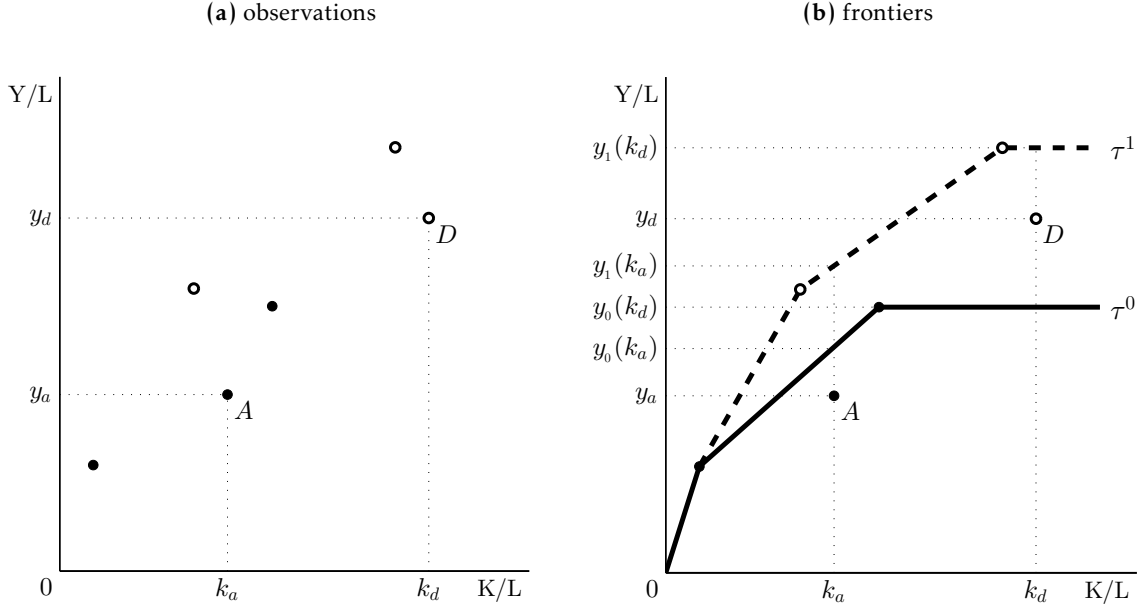 (a) observations
Y/L
y_d
D
y_a
A
0
k_a
k_d
K/L
(b) frontiers
Y/L
y_1(k_d)
τ^1
y_d
D
y_1(k_a)
y_0(k_d)
τ^0
y_0(k_a)
y_a
A
0
k_a
k_d
K/L